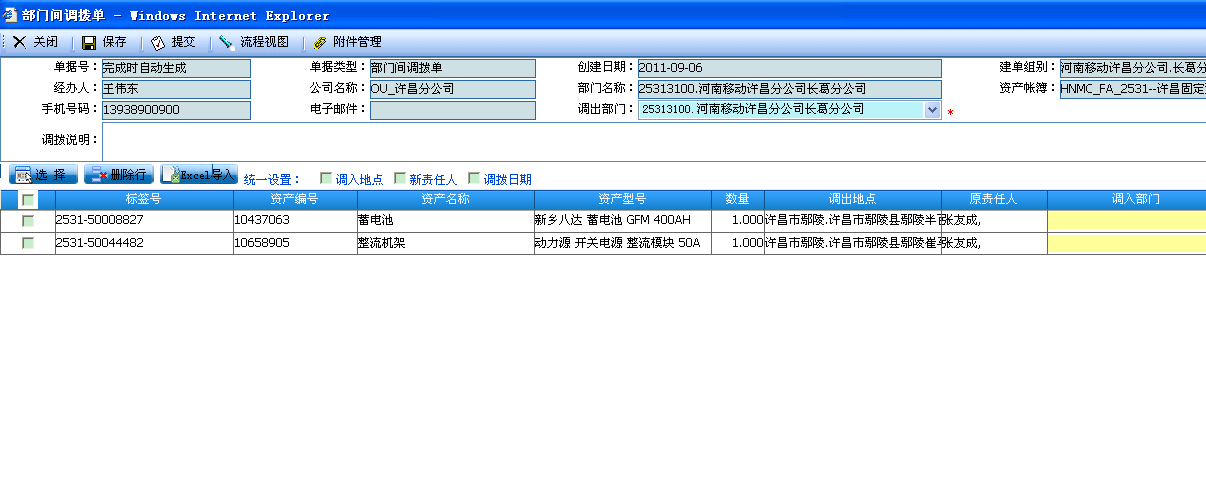 部门间调拨单 - Windows Internet Explorer
关闭 保存 提交 流程视图 附件管理
单据号： 完成时自动生成 单据类型： 部门间调拨单 创建日期： 2011-09-06 建单组别： 河南移动许昌分公司.长葛分
经办人： 王伟东 公司名称： OU_许昌分公司 部门名称： 25313100.河南移动许昌分公司长葛分公司 资产帐簿： HNMC_FA_2531--许昌固定
手机号码： 13938900900 电子邮件： 调出部门： 25313100.河南移动许昌分公司长葛分公司 *
调拨说明：
选 择 删除行 Excel导入 统一设置： 调入地点 新责任人 调拨日期
标签号 资产编号 资产名称 资产型号 数量 调出地点 原责任人 调入部门
2531-50008827 10437063 蓄电池 新乡八达 蓄电池 GFM 400AH 1.000 许昌市鄢陵.许昌市鄢陵县鄢陵半 张友成,
2531-50044482 10658905 整流机架 动力源 开关电源 整流模块 50A 1.000 许昌市鄢陵.许昌市鄢陵县鄢陵崔 张友成,